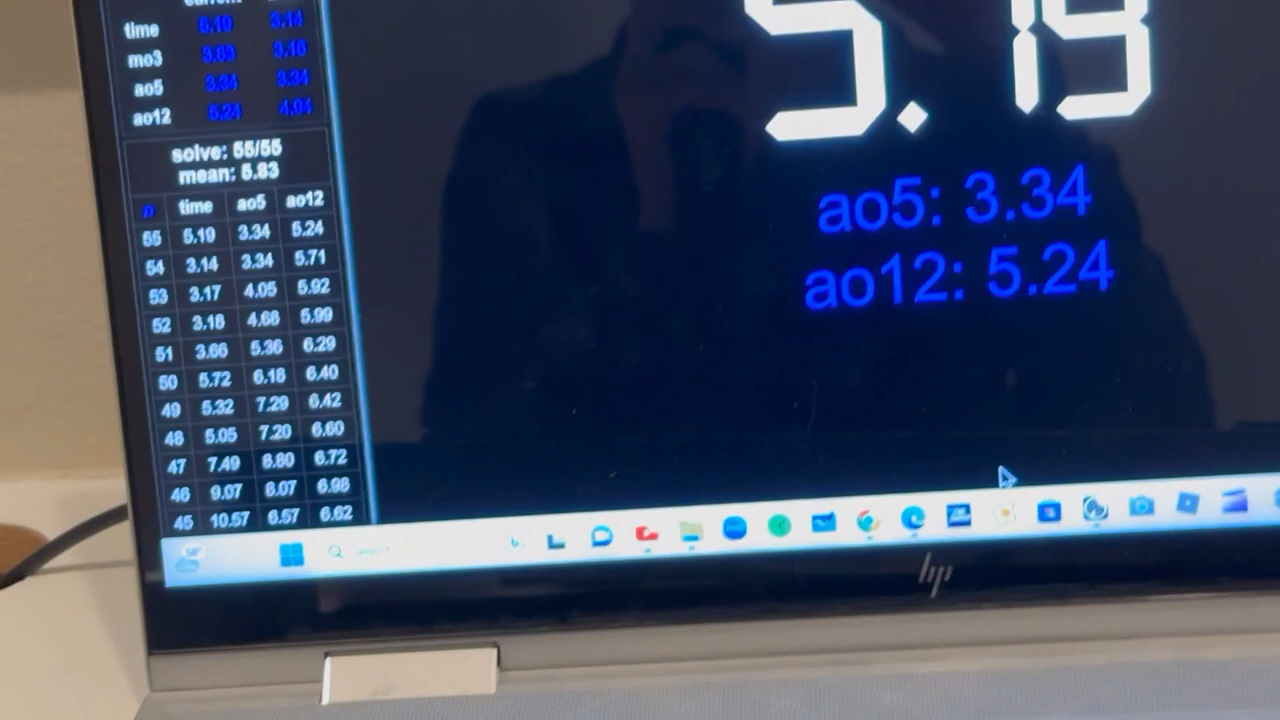 5.19
time 5.19 3.14
mo3 3.83 3.16
ao5 3.34 3.34
ao12 5.24 4.94
solve: 55/55
mean: 5.83
time ao5 ao12
55 5.19 3.34 5.24
54 3.14 3.34 5.71
53 3.17 4.05 5.92
52 3.18 4.68 5.99
51 3.66 5.36 6.29
50 5.72 6.18 6.40
49 5.32 7.29 6.42
48 5.05 7.20 6.60
47 7.49 6.80 6.72
46 9.07 6.07 6.98
45 10.57 6.57 6.62
ao5: 3.34
ao12: 5.24
Search
hp